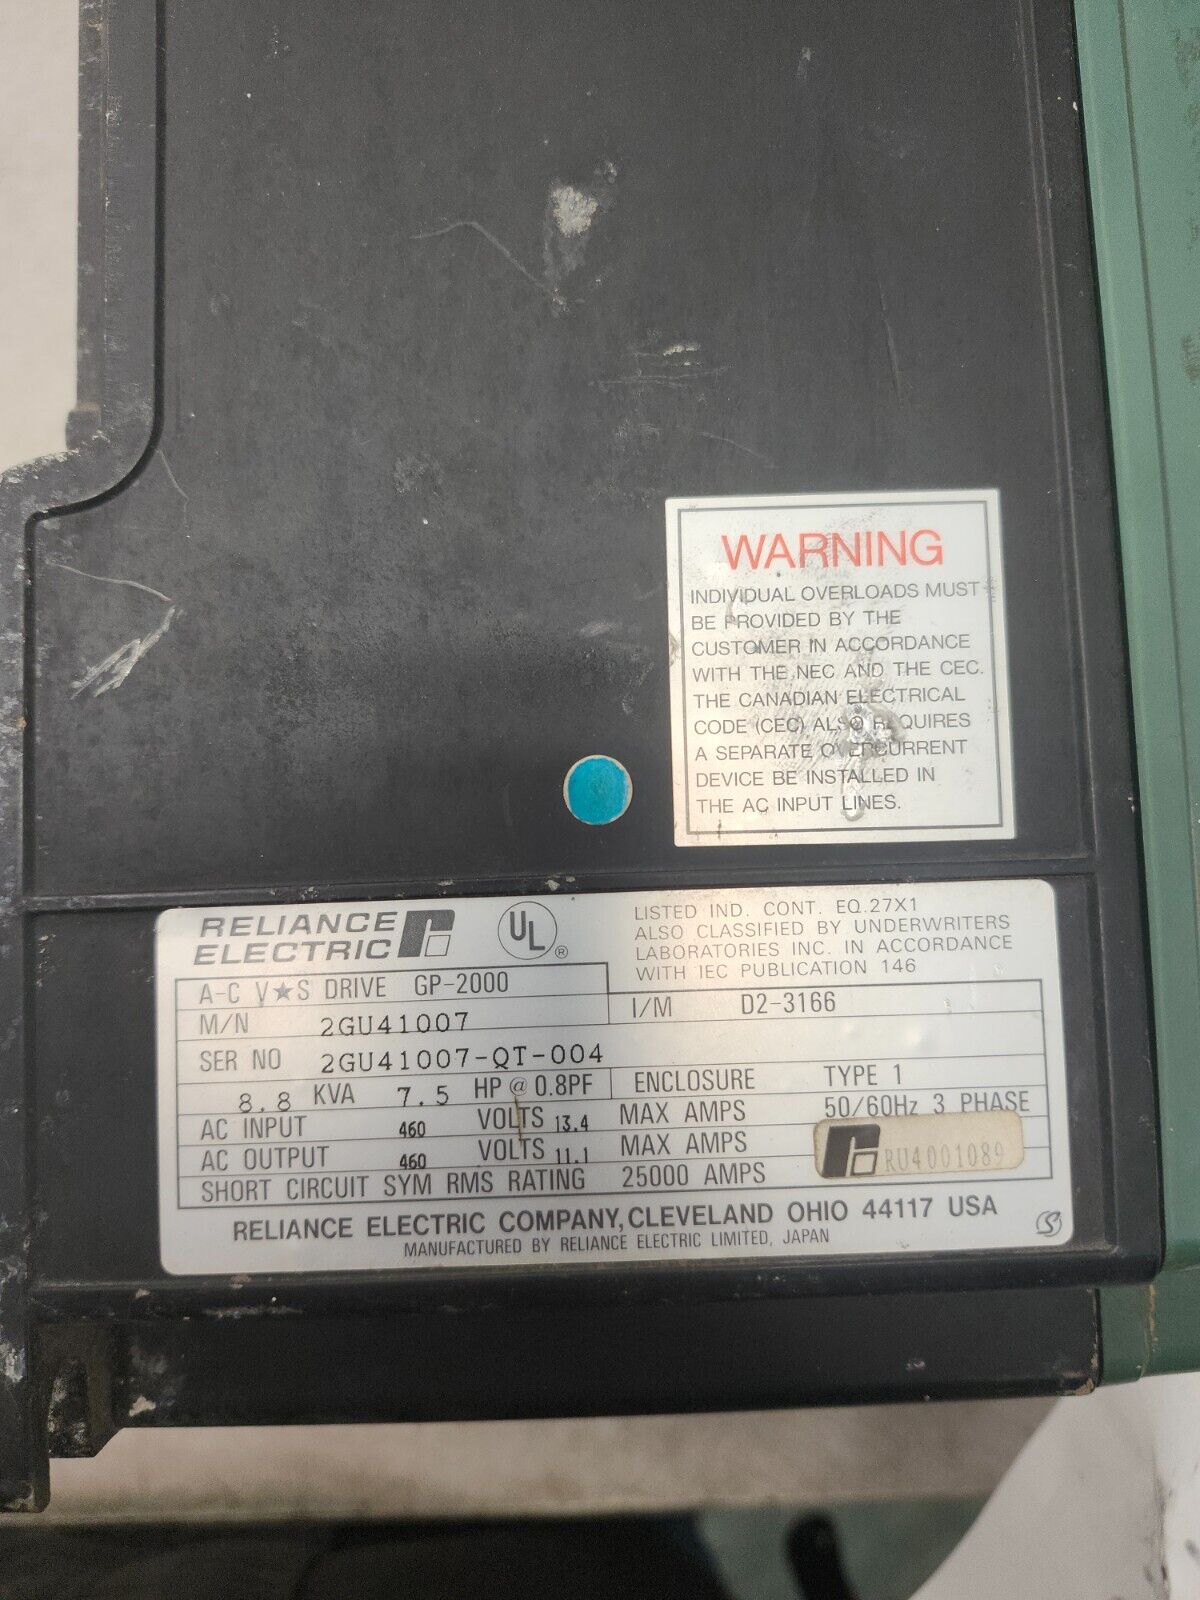 WARNING
INDIVIDUAL OVERLOADS MUST
BE PROVIDED BY THE
CUSTOMER IN ACCORDANCE
WITH THE NEC AND THE CEC.
THE CANADIAN ELECTRICAL
CODE (CEC) ALSO REQUIRES
A SEPARATE OVERCURRENT
DEVICE BE INSTALLED IN
THE AC INPUT LINES.
RELIANCE
ELECTRIC
UL ®
LISTED IND. CONT. EQ.27X1
ALSO CLASSIFIED BY UNDERWRITERS
LABORATORIES INC. IN ACCORDANCE
WITH IEC PUBLICATION 146
A-C V★S DRIVE GP-2000
M/N 2GU41007 I/M D2-3166
SER NO 2GU41007-QT-004
8.8 KVA 7.5 HP @ 0.8PF ENCLOSURE TYPE 1
AC INPUT 460 VOLTS 13.4 MAX AMPS 50/60Hz 3 PHASE
AC OUTPUT 460 VOLTS 11.1 MAX AMPS
RU4001089
SHORT CIRCUIT SYM RMS RATING 25000 AMPS
RELIANCE ELECTRIC COMPANY, CLEVELAND OHIO 44117 USA
MANUFACTURED BY RELIANCE ELECTRIC LIMITED, JAPAN